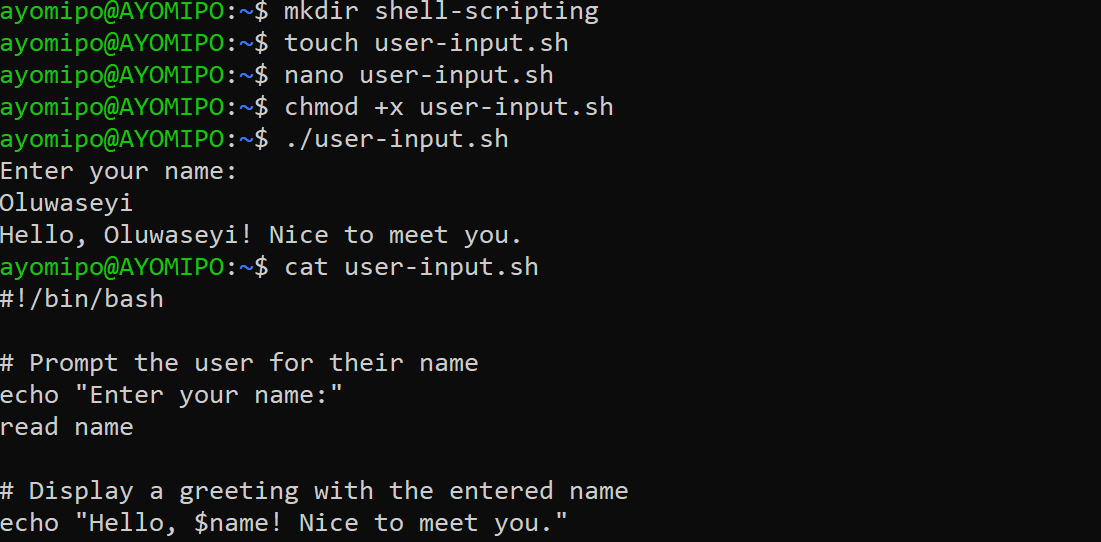 ayomipo@AYOMIPO:~$ mkdir shell-scripting
ayomipo@AYOMIPO:~$ touch user-input.sh
ayomipo@AYOMIPO:~$ nano user-input.sh
ayomipo@AYOMIPO:~$ chmod +x user-input.sh
ayomipo@AYOMIPO:~$ ./user-input.sh
Enter your name:
Oluwaseyi
Hello, Oluwaseyi! Nice to meet you.
ayomipo@AYOMIPO:~$ cat user-input.sh
#!/bin/bash
# Prompt the user for their name
echo "Enter your name:"
read name
# Display a greeting with the entered name
echo "Hello, $name! Nice to meet you."